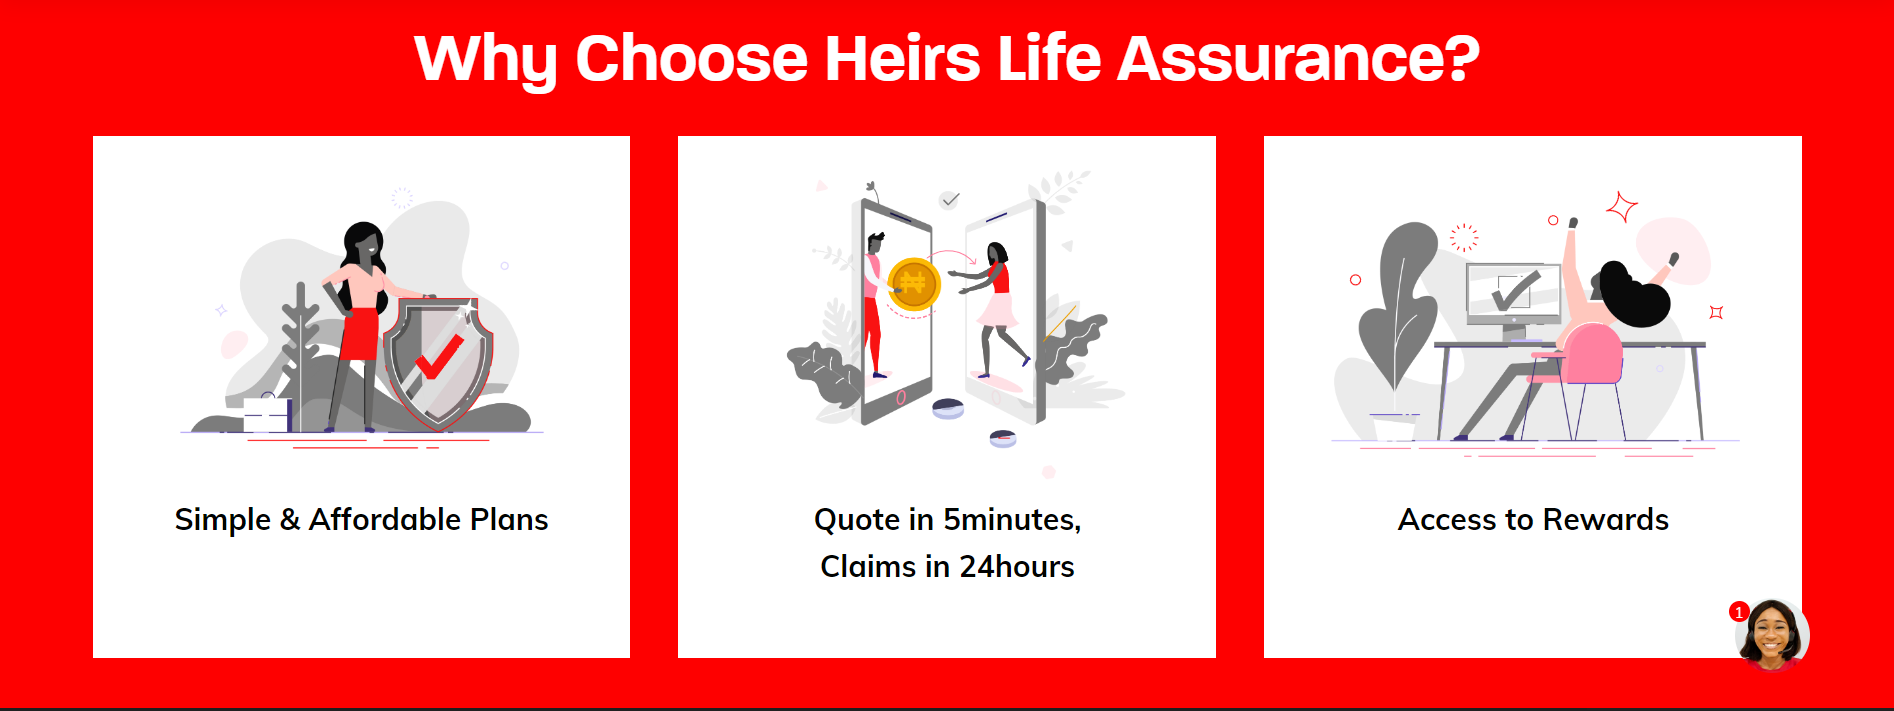 Why Choose Heirs Life Assurance?
Simple & Affordable Plans
Quote in 5minutes,
Claims in 24hours
Access to Rewards
1